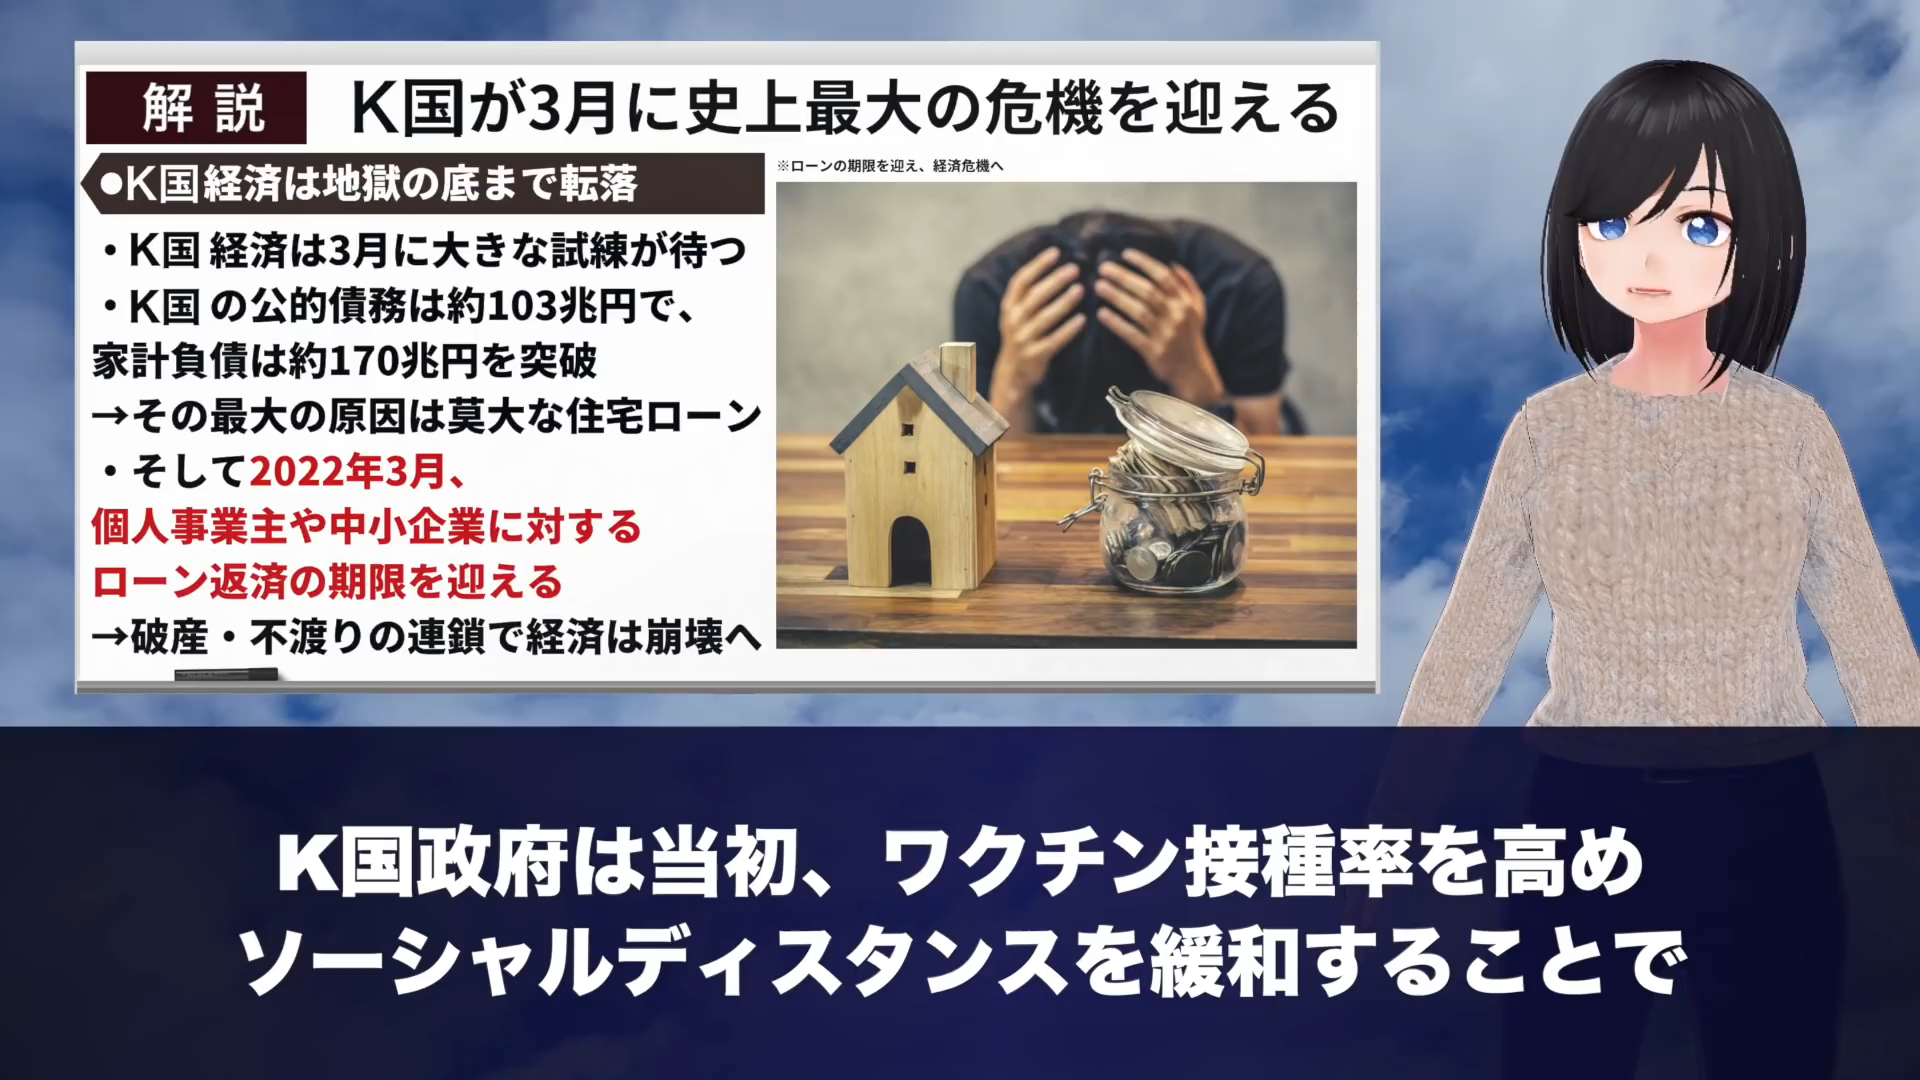 解説 K国が3月に史上最大の危機を迎える
●K国経済は地獄の底まで転落
※ローンの期限を迎え、経済危機へ
・K国 経済は3月に大きな試練が待つ
・K国 の公的債務は約103兆円で、
家計負債は約170兆円を突破
→その最大の原因は莫大な住宅ローン
・そして2022年3月、
個人事業主や中小企業に対する
ローン返済の期限を迎える
→破産・不渡りの連鎖で経済は崩壊へ
K国政府は当初、ワクチン接種率を高め
ソーシャルディスタンスを緩和することで